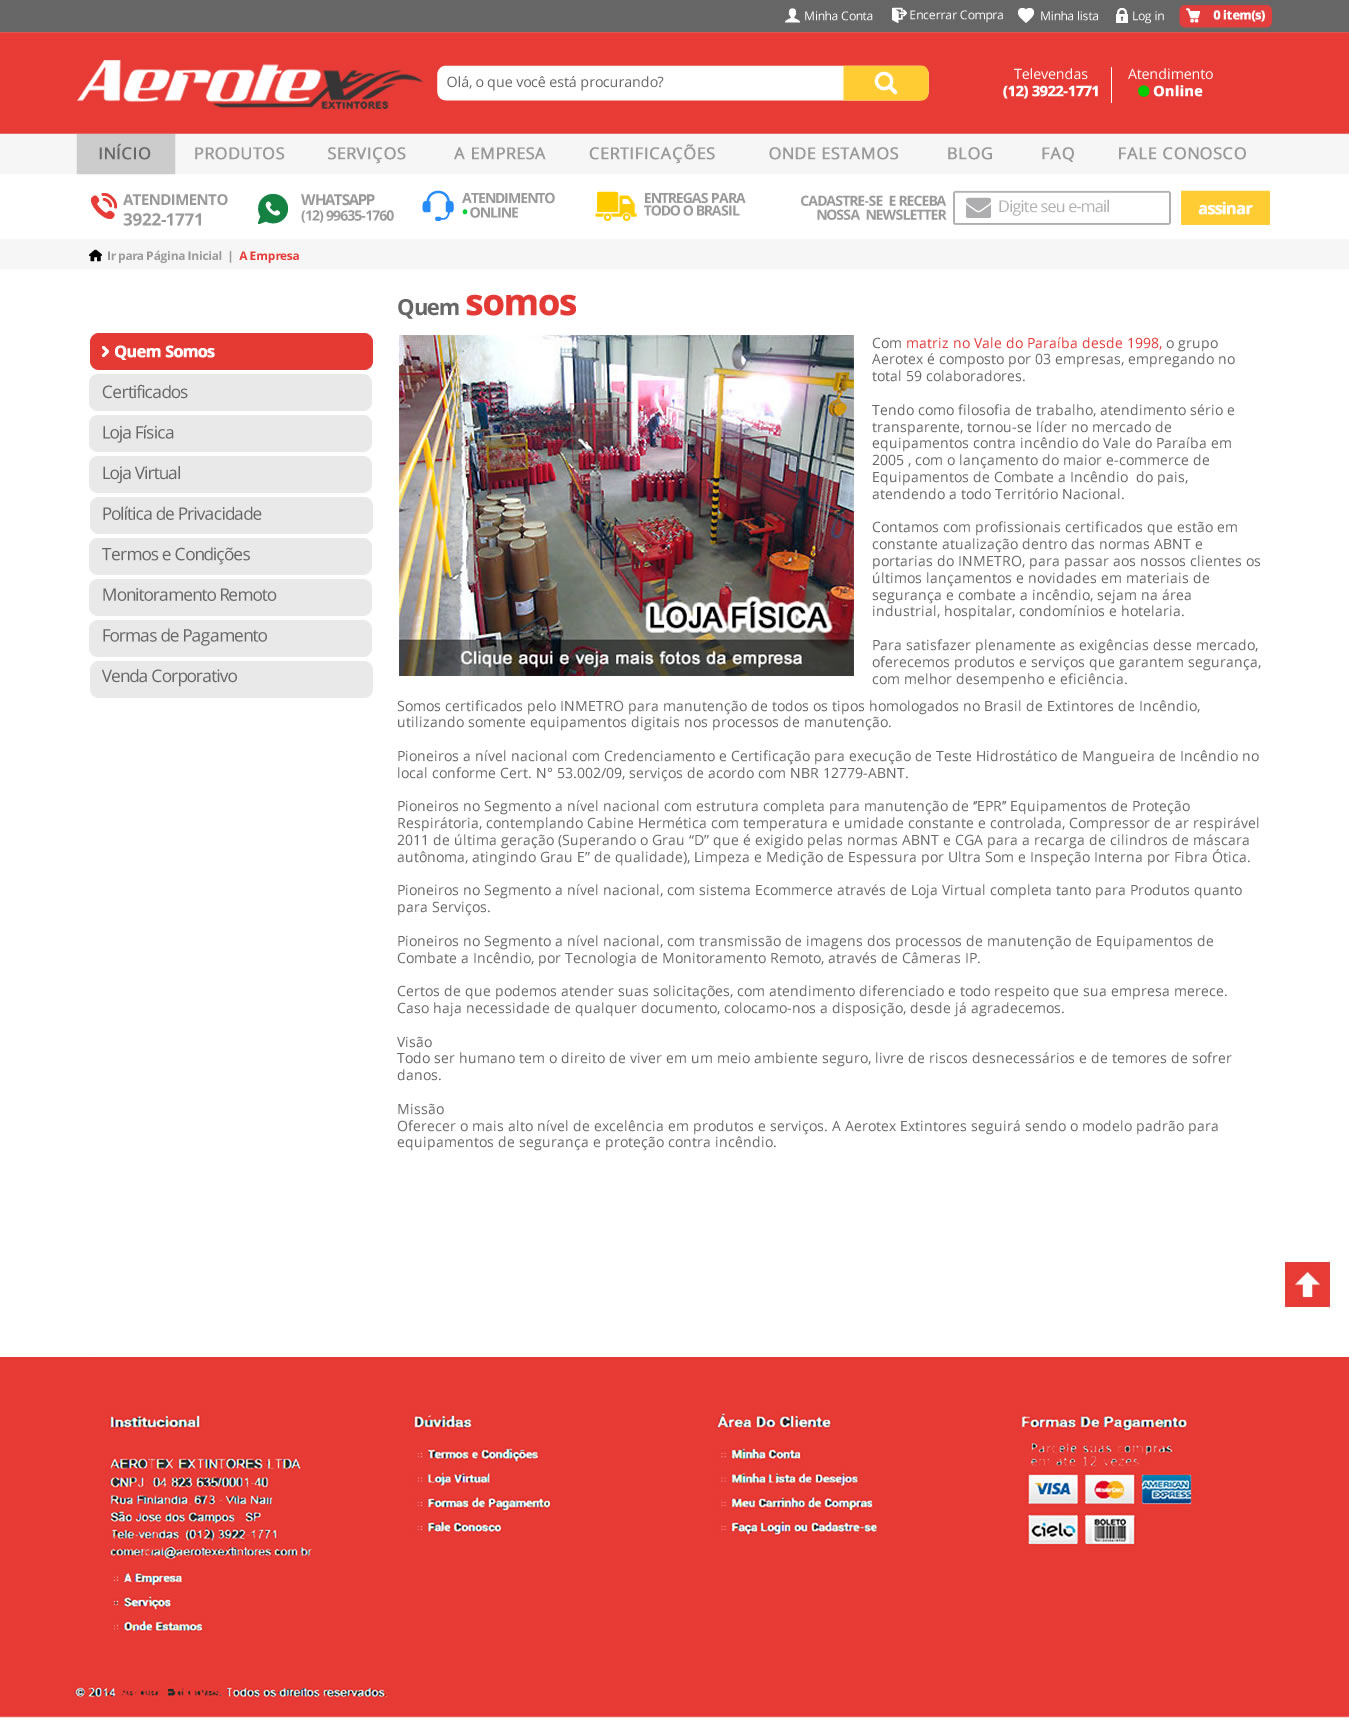 Minha Conta Encerrar Compra Minha lista Log in 0 item(s)
Aerotex EXTINTORES
Olá, o que você está procurando?
Televendas
(12) 3922-1771
Atendimento
Online
INÍCIO PRODUTOS SERVIÇOS A EMPRESA CERTIFICAÇÕES ONDE ESTAMOS BLOG FAQ FALE CONOSCO
ATENDIMENTO
3922-1771
WHATSAPP
(12) 99635-1760
ATENDIMENTO
ONLINE
ENTREGAS PARA
TODO O BRASIL
CADASTRE-SE E RECEBA
NOSSA NEWSLETTER
Digite seu e-mail
assinar
Ir para Página Inicial | A Empresa
Quem somos
Quem Somos
Certificados
Loja Física
Loja Virtual
Política de Privacidade
Termos e Condições
Monitoramento Remoto
Formas de Pagamento
Venda Corporativo
LOJA FÍSICA
Clique aqui e veja mais fotos da empresa
Com matriz no Vale do Paraíba desde 1998, o grupo
Aerotex é composto por 03 empresas, empregando no
total 59 colaboradores.
Tendo como filosofia de trabalho, atendimento sério e
transparente, tornou-se líder no mercado de
equipamentos contra incêndio do Vale do Paraíba em
2005 , com o lançamento do maior e-commerce de
Equipamentos de Combate a Incêndio  do pais,
atendendo a todo Território Nacional.
Contamos com profissionais certificados que estão em
constante atualização dentro das normas ABNT e
portarias do INMETRO, para passar aos nossos clientes os
últimos lançamentos e novidades em materiais de
segurança e combate a incêndio, sejam na área
industrial, hospitalar, condomínios e hotelaria.
Para satisfazer plenamente as exigências desse mercado,
oferecemos produtos e serviços que garantem segurança,
com melhor desempenho e eficiência.
Somos certificados pelo INMETRO para manutenção de todos os tipos homologados no Brasil de Extintores de Incêndio,
utilizando somente equipamentos digitais nos processos de manutenção.
Pioneiros a nível nacional com Credenciamento e Certificação para execução de Teste Hidrostático de Mangueira de Incêndio no
local conforme Cert. N° 53.002/09, serviços de acordo com NBR 12779-ABNT.
Pioneiros no Segmento a nível nacional com estrutura completa para manutenção de "EPR" Equipamentos de Proteção
Respirátoria, contemplando Cabine Hermética com temperatura e umidade constante e controlada, Compressor de ar respirável
2011 de última geração (Superando o Grau “D” que é exigido pelas normas ABNT e CGA para a recarga de cilindros de máscara
autônoma, atingindo Grau E” de qualidade), Limpeza e Medição de Espessura por Ultra Som e Inspeção Interna por Fibra Ótica.
Pioneiros no Segmento a nível nacional, com sistema Ecommerce através de Loja Virtual completa tanto para Produtos quanto
para Serviços.
Pioneiros no Segmento a nível nacional, com transmissão de imagens dos processos de manutenção de Equipamentos de
Combate a Incêndio, por Tecnologia de Monitoramento Remoto, através de Câmeras IP.
Certos de que podemos atender suas solicitações, com atendimento diferenciado e todo respeito que sua empresa merece.
Caso haja necessidade de qualquer documento, colocamo-nos a disposição, desde já agradecemos.
Visão
Todo ser humano tem o direito de viver em um meio ambiente seguro, livre de riscos desnecessários e de temores de sofrer
danos.
Missão
Oferecer o mais alto nível de excelência em produtos e serviços. A Aerotex Extintores seguirá sendo o modelo padrão para
equipamentos de segurança e proteção contra incêndio.
Institucional
AEROTEX EXTINTORES LTDA
CNPJ 04 823 635/0001-40
Rua Finlandia, 673 - Vila Nair
São Jose dos Campos SP
Tele-vendas (012) 3922-1771
comercial@aerotexextintores.com.br
A Empresa
Serviços
Onde Estamos
Dúvidas
Termos e Condições
Loja Virtual
Formas de Pagamento
Fale Conosco
Área Do Cliente
Minha Conta
Minha Lista de Desejos
Meu Carrinho de Compras
Faça Login ou Cadastre-se
Formas De Pagamento
Parcele suas compras
em até 12 vezes
VISA MasterCard AMERICAN EXPRESS
cielo BOLETO
© 2014 Todos os direitos reservados.